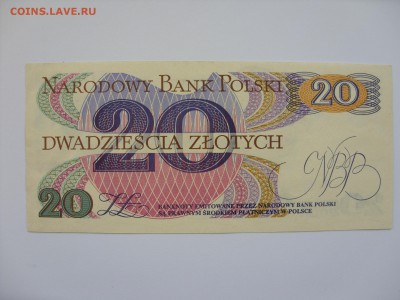 COINS.LAVE.RU
NARODOWY BANK POLSKI
20
20
DWADZIEŚCIA ZŁOTYCH
NBP
20
BANKNOTY EMITOWANE PRZEZ NARODOWY BANK POLSKI
SĄ PRAWNYM ŚRODKIEM PŁATNICZYM W POLSCE